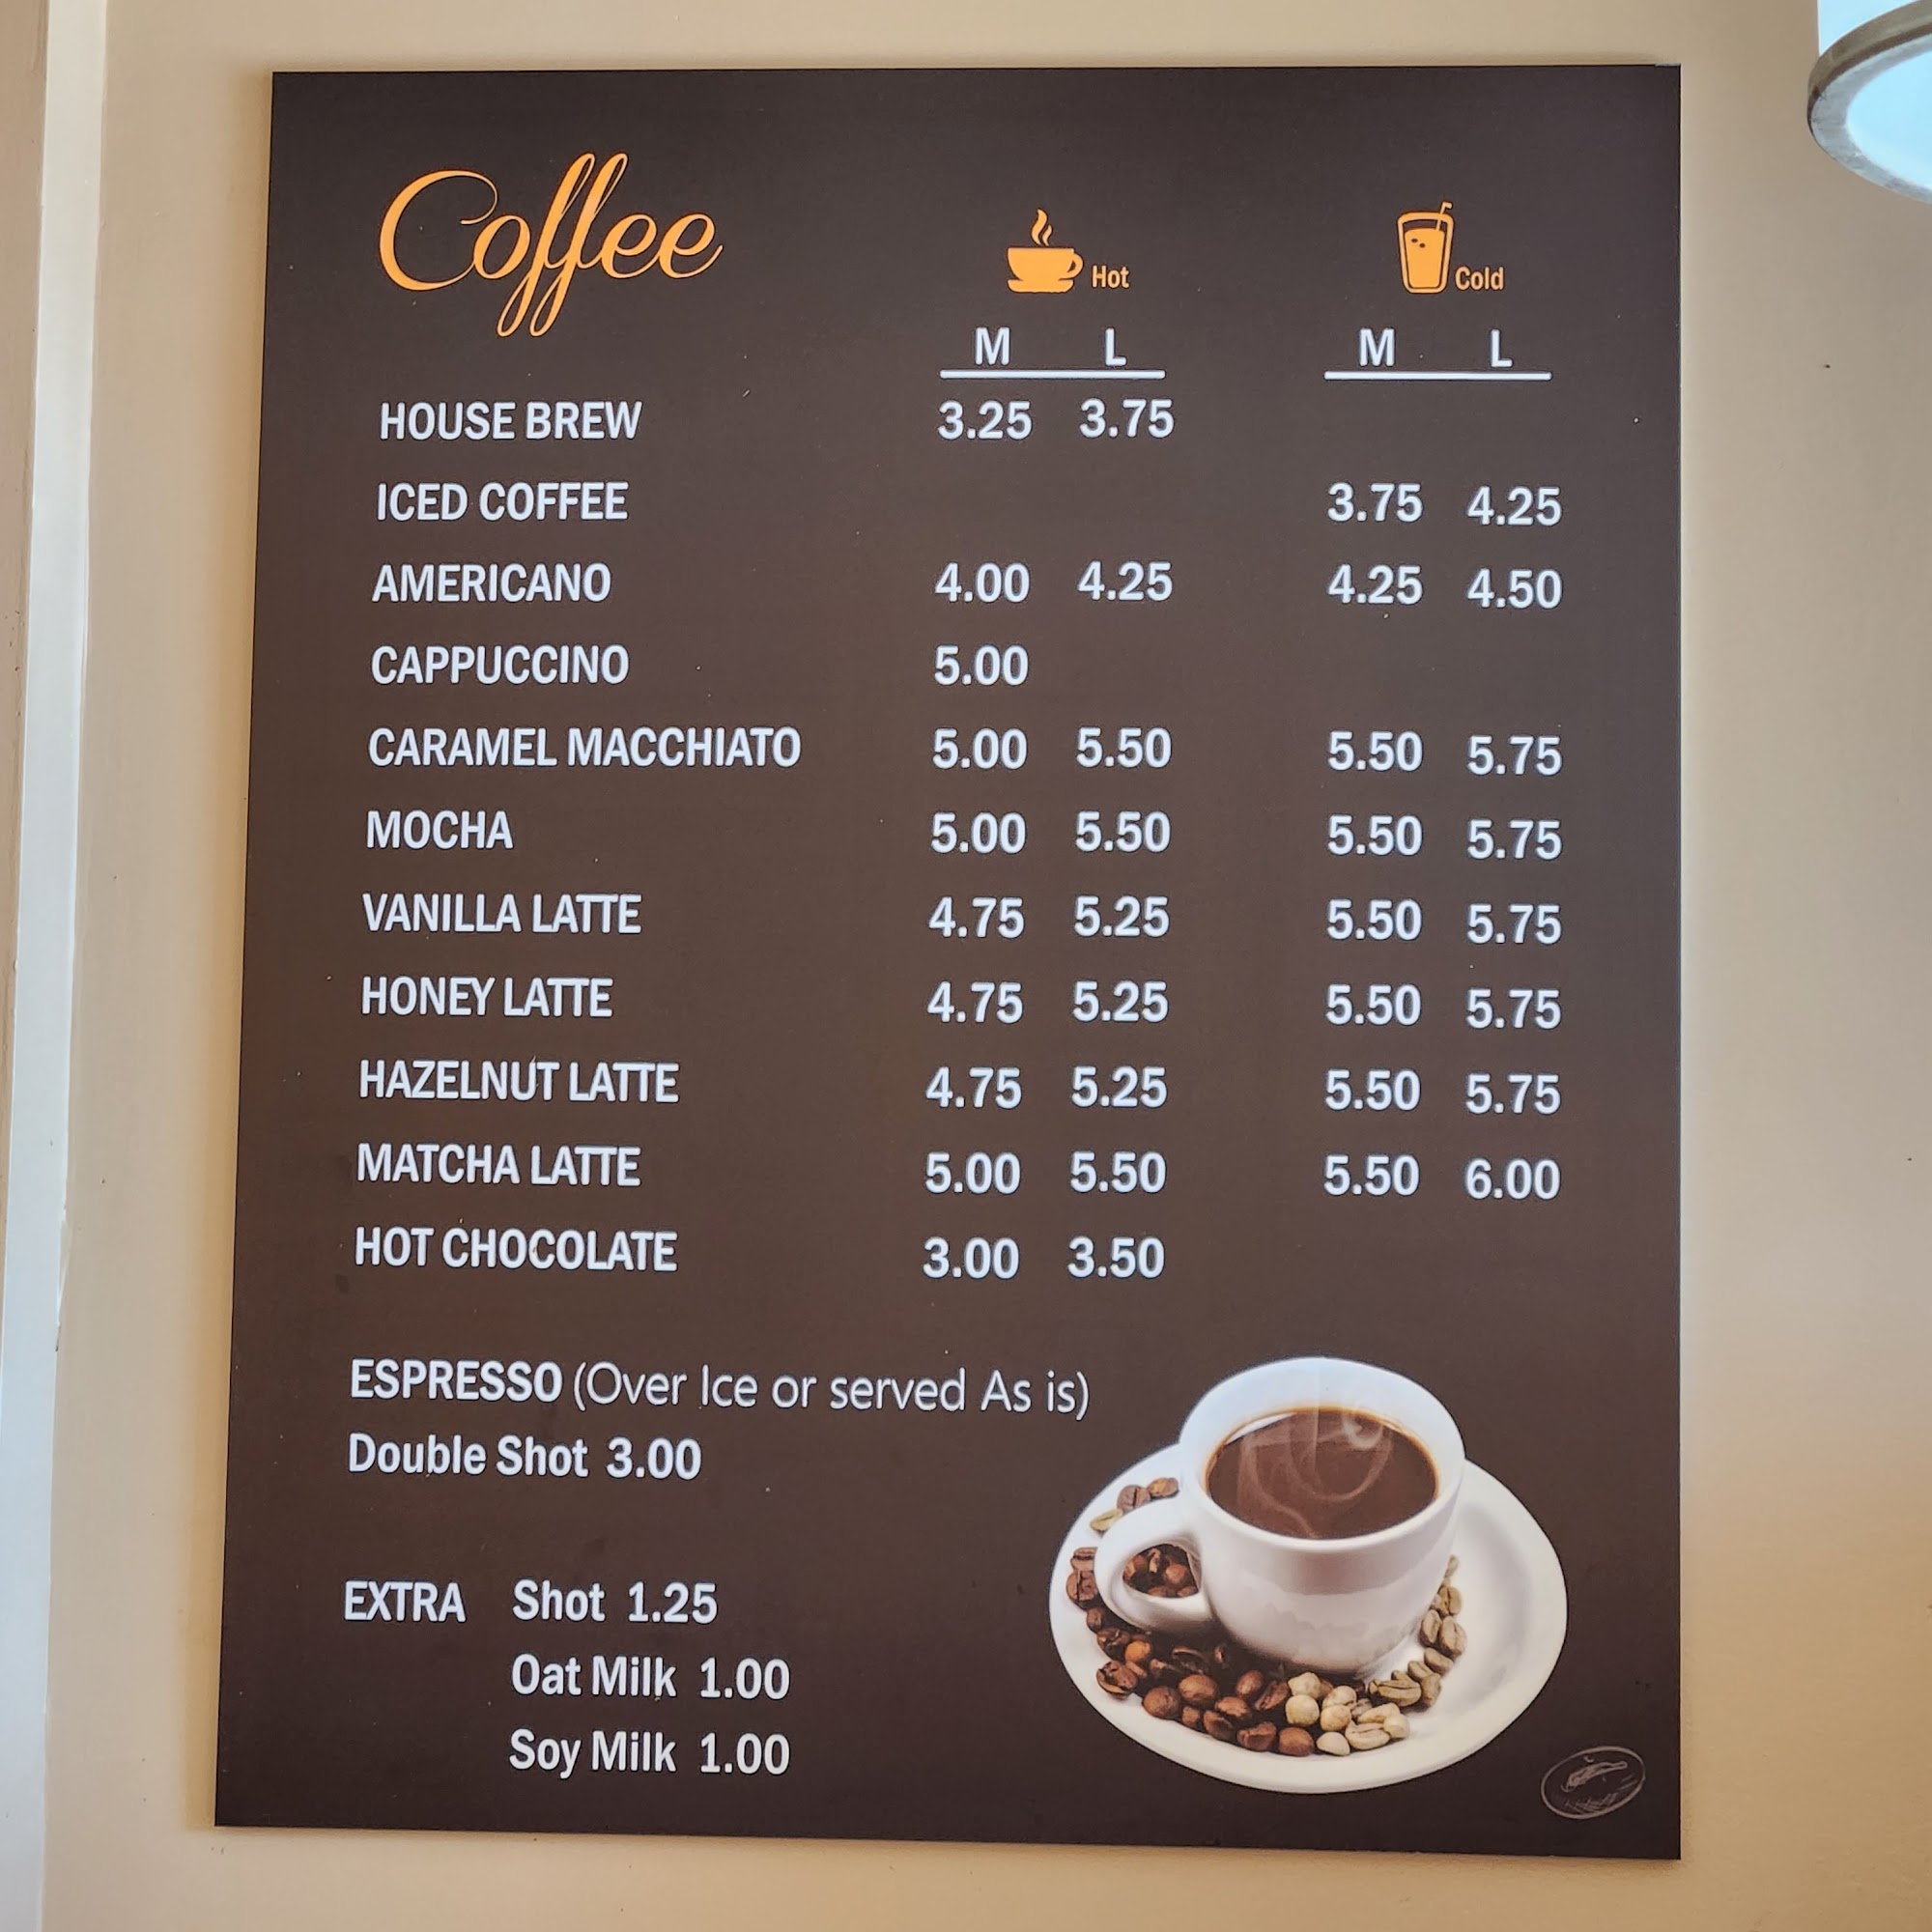 Coffee
Hot Cold
M L M L
HOUSE BREW 3.25 3.75
ICED COFFEE 3.75 4.25
AMERICANO 4.00 4.25 4.25 4.50
CAPPUCCINO 5.00
CARAMEL MACCHIATO 5.00 5.50 5.50 5.75
MOCHA 5.00 5.50 5.50 5.75
VANILLA LATTE 4.75 5.25 5.50 5.75
HONEY LATTE 4.75 5.25 5.50 5.75
HAZELNUT LATTE 4.75 5.25 5.50 5.75
MATCHA LATTE 5.00 5.50 5.50 6.00
HOT CHOCOLATE 3.00 3.50
ESPRESSO (Over Ice or served As is)
Double Shot 3.00
EXTRA Shot 1.25
Oat Milk 1.00
Soy Milk 1.00